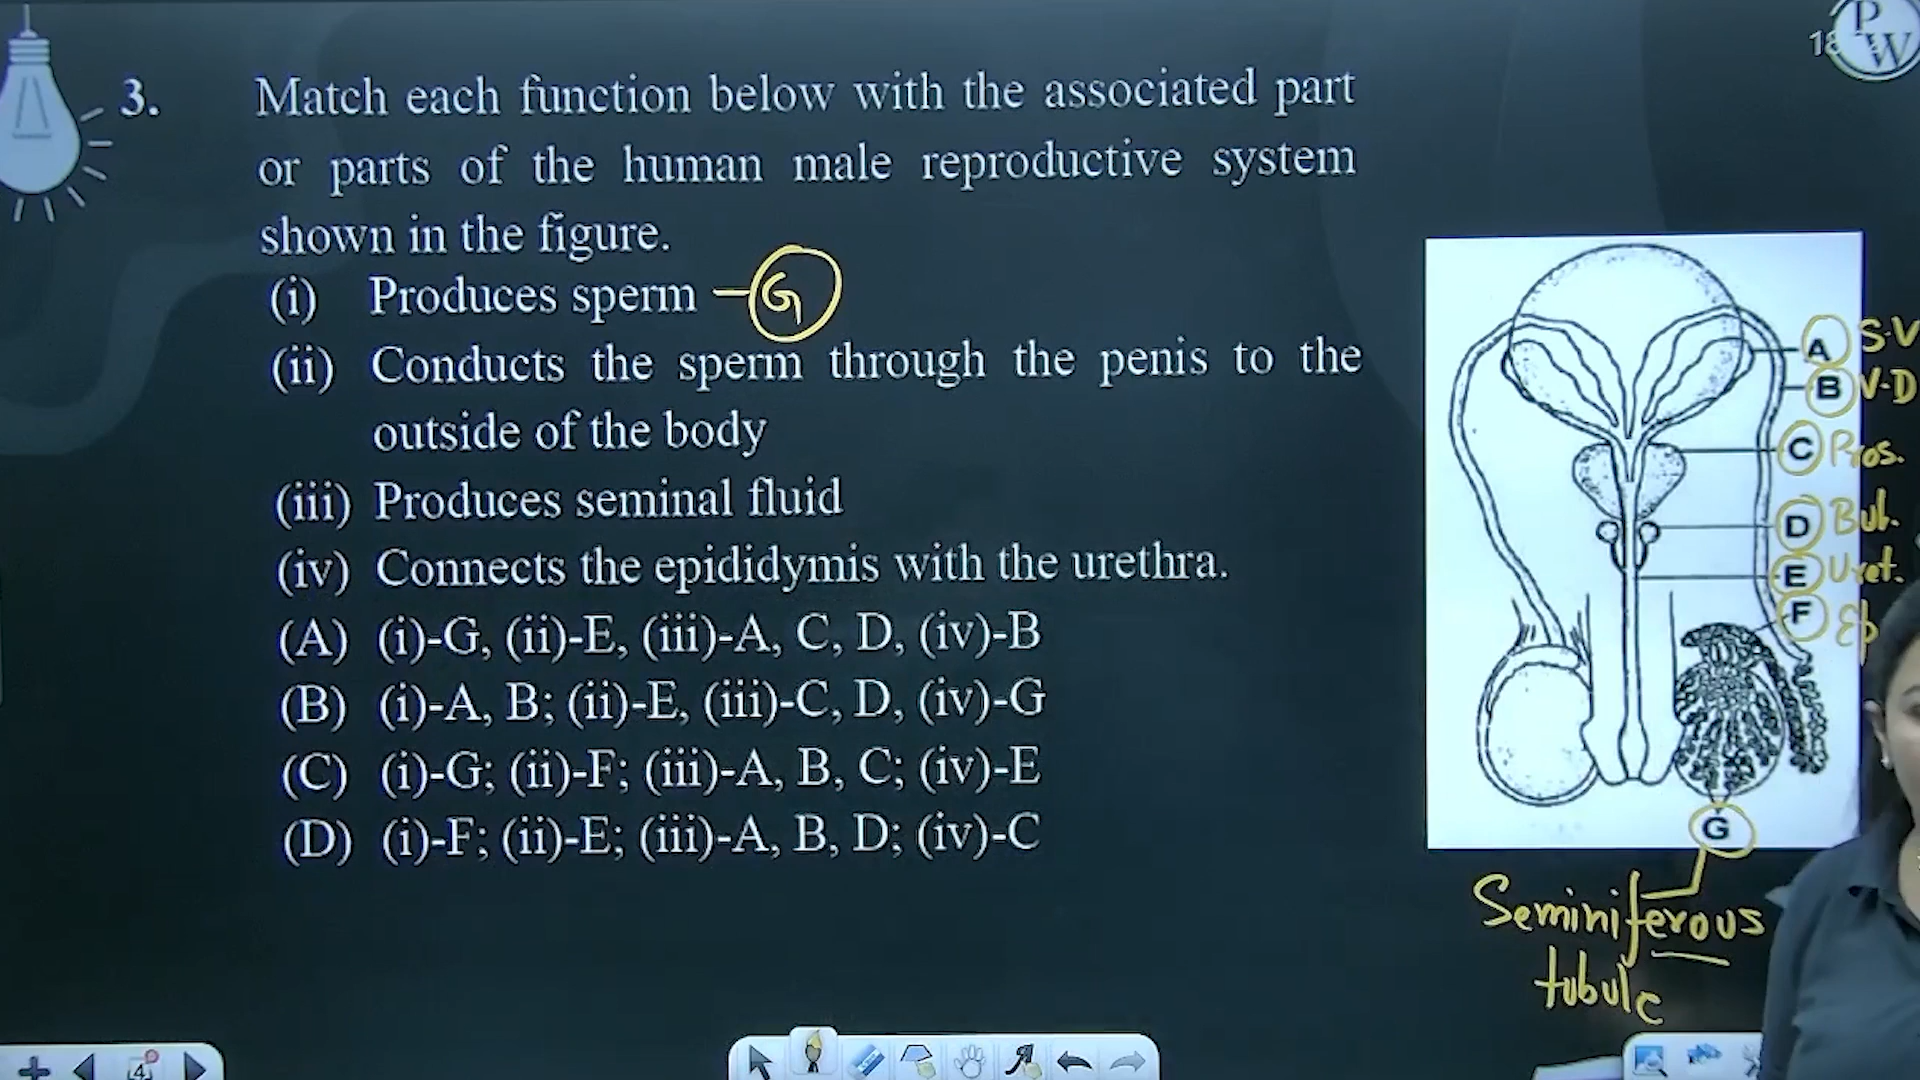 P
W
3. Match each function below with the associated part
or parts of the human male reproductive system
shown in the figure.
(i) Produces sperm – G
(ii) Conducts the sperm through the penis to the
outside of the body
(iii) Produces seminal fluid
(iv) Connects the epididymis with the urethra.
(A) (i)-G, (ii)-E, (iii)-A, C, D, (iv)-B
(B) (i)-A, B; (ii)-E, (iii)-C, D, (iv)-G
(C) (i)-G; (ii)-F; (iii)-A, B, C; (iv)-E
(D) (i)-F; (ii)-E; (iii)-A, B, D; (iv)-C
A S.V
B V.D
C Pros.
D Bul.
E Uret.
F Ep
G
Seminiferous
tubule
4